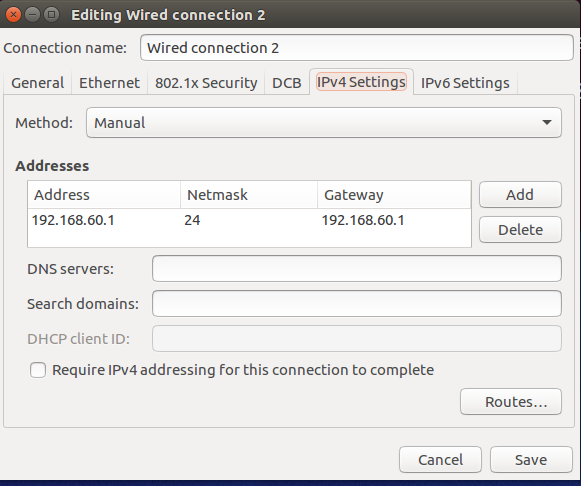 Editing Wired connection 2
Connection name: Wired connection 2
General Ethernet 802.1x Security DCB IPv4 Settings IPv6 Settings
Method: Manual
Addresses
Address Netmask Gateway Add
192.168.60.1 24 192.168.60.1
Delete
DNS servers:
Search domains:
DHCP client ID:
Require IPv4 addressing for this connection to complete
Routes...
Cancel Save